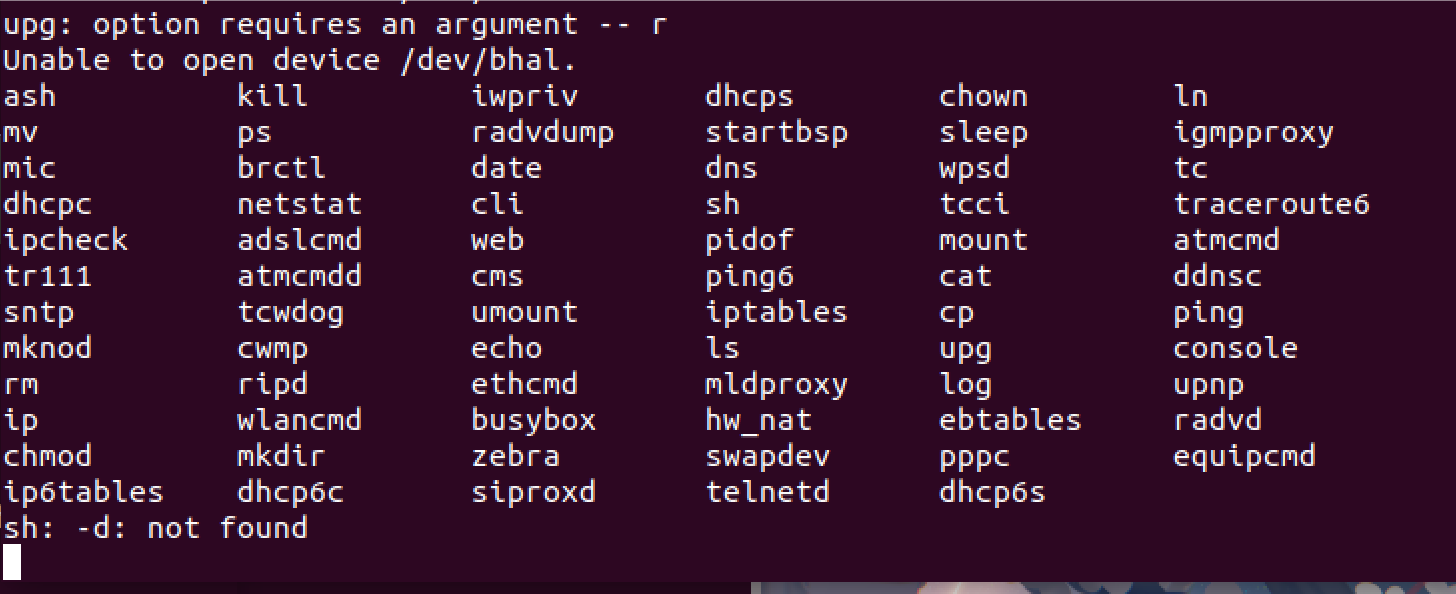 upg: option requires an argument -- r
Unable to open device /dev/bhal.
ash kill iwpriv dhcps chown ln
mv ps radvdump startbsp sleep igmpproxy
mic brctl date dns wpsd tc
dhcpc netstat cli sh tcci traceroute6
ipcheck adslcmd web pidof mount atmcmd
tr111 atmcmdd cms ping6 cat ddnsc
sntp tcwdog umount iptables cp ping
mknod cwmp echo ls upg console
rm ripd ethcmd mldproxy log upnp
ip wlancmd busybox hw_nat ebtables radvd
chmod mkdir zebra swapdev pppc equipcmd
ip6tables dhcp6c siproxd telnetd dhcp6s
sh: -d: not found